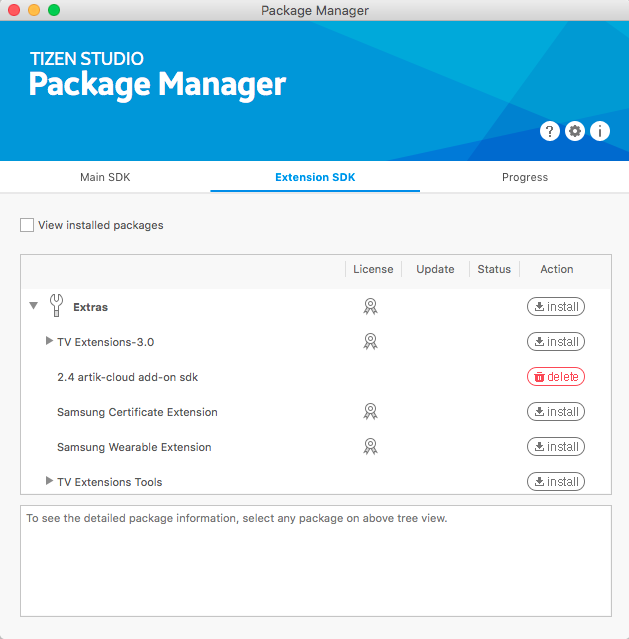 Package Manager
TIZEN STUDIO
Package Manager
? i
Main SDK Extension SDK Progress
View installed packages
License Update Status Action
Extras install
TV Extensions-3.0 install
2.4 artik-cloud add-on sdk delete
Samsung Certificate Extension install
Samsung Wearable Extension install
TV Extensions Tools install
To see the detailed package information, select any package on above tree view.